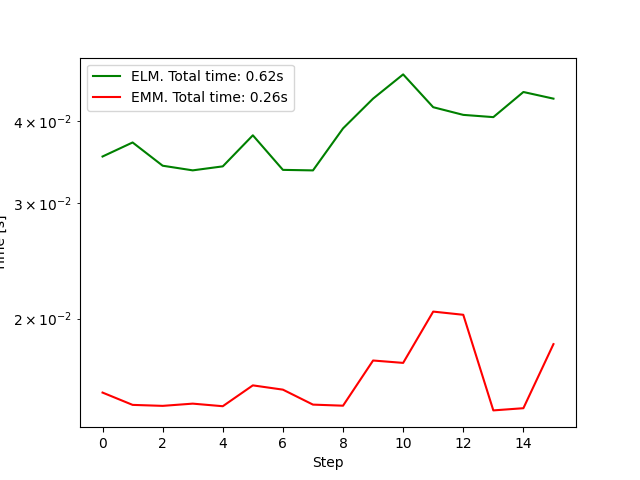 ELM. Total time: 0.62s
EMM. Total time: 0.26s
4 × 10⁻²
3 × 10⁻²
2 × 10⁻²
[s]
0 2 4 6 8 10 12 14
Step